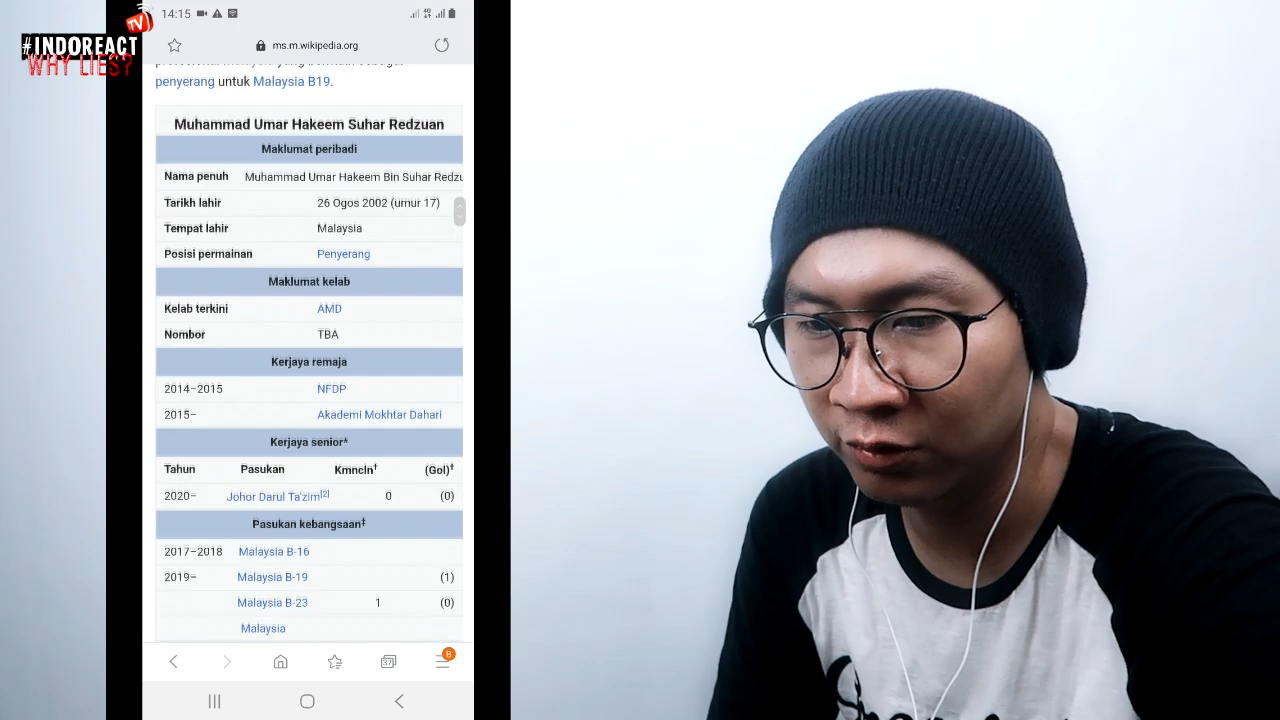 TV
#INDOREACT
WHY LIES?
14:15
4G
ms.m.wikipedia.org
penyerang untuk Malaysia B19.
Muhammad Umar Hakeem Suhar Redzuan
Maklumat peribadi
Nama penuh Muhammad Umar Hakeem Bin Suhar Redzu
Tarikh lahir 26 Ogos 2002 (umur 17)
Tempat lahir Malaysia
Posisi permainan Penyerang
Maklumat kelab
Kelab terkini AMD
Nombor TBA
Kerjaya remaja
2014–2015 NFDP
2015– Akademi Mokhtar Dahari
Kerjaya senior*
Tahun Pasukan Kmncln† (Gol)†
2020– Johor Darul Ta'zim[2] 0 (0)
Pasukan kebangsaan‡
2017–2018 Malaysia B-16
2019– Malaysia B-19 (1)
Malaysia B-23 1 (0)
Malaysia
37